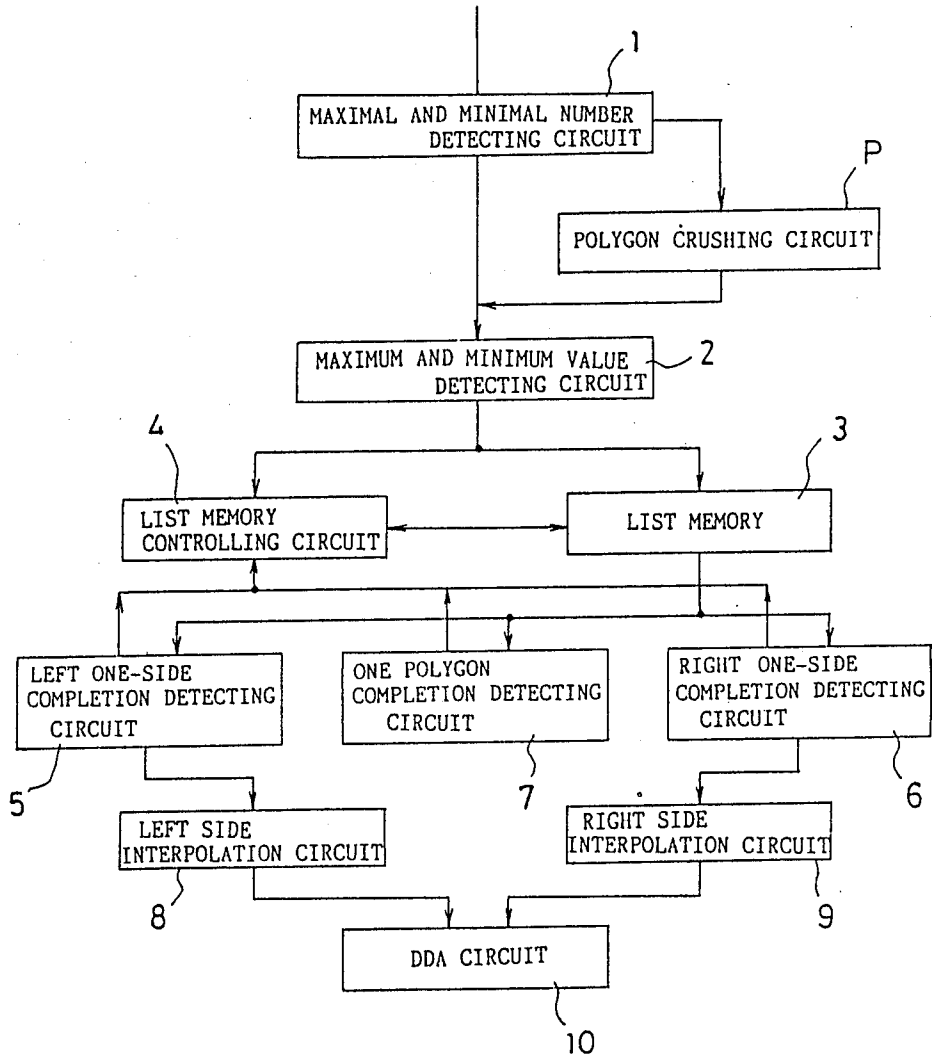 1
MAXIMAL AND MINIMAL NUMBER
DETECTING CIRCUIT
P
POLYGON CRUSHING CIRCUIT
MAXIMUM AND MINIMUM VALUE
DETECTING CIRCUIT
2
4
3
LIST MEMORY
CONTROLLING CIRCUIT
LIST MEMORY
LEFT ONE-SIDE
COMPLETION DETECTING
CIRCUIT
ONE POLYGON
COMPLETION DETECTING
CIRCUIT
RIGHT ONE-SIDE
COMPLETION DETECTING
CIRCUIT
5
7
6
LEFT SIDE
INTERPOLATION CIRCUIT
RIGHT SIDE
INTERPOLATION CIRCUIT
8
9
DDA CIRCUIT
10